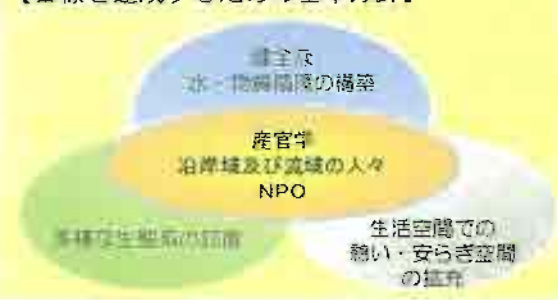 健全な
水・物質循環の構築
産官学
沿岸域及び流域の人々
NPO
多様な生態系の回復
生活空間での
憩い・安らぎ空間
の拡充